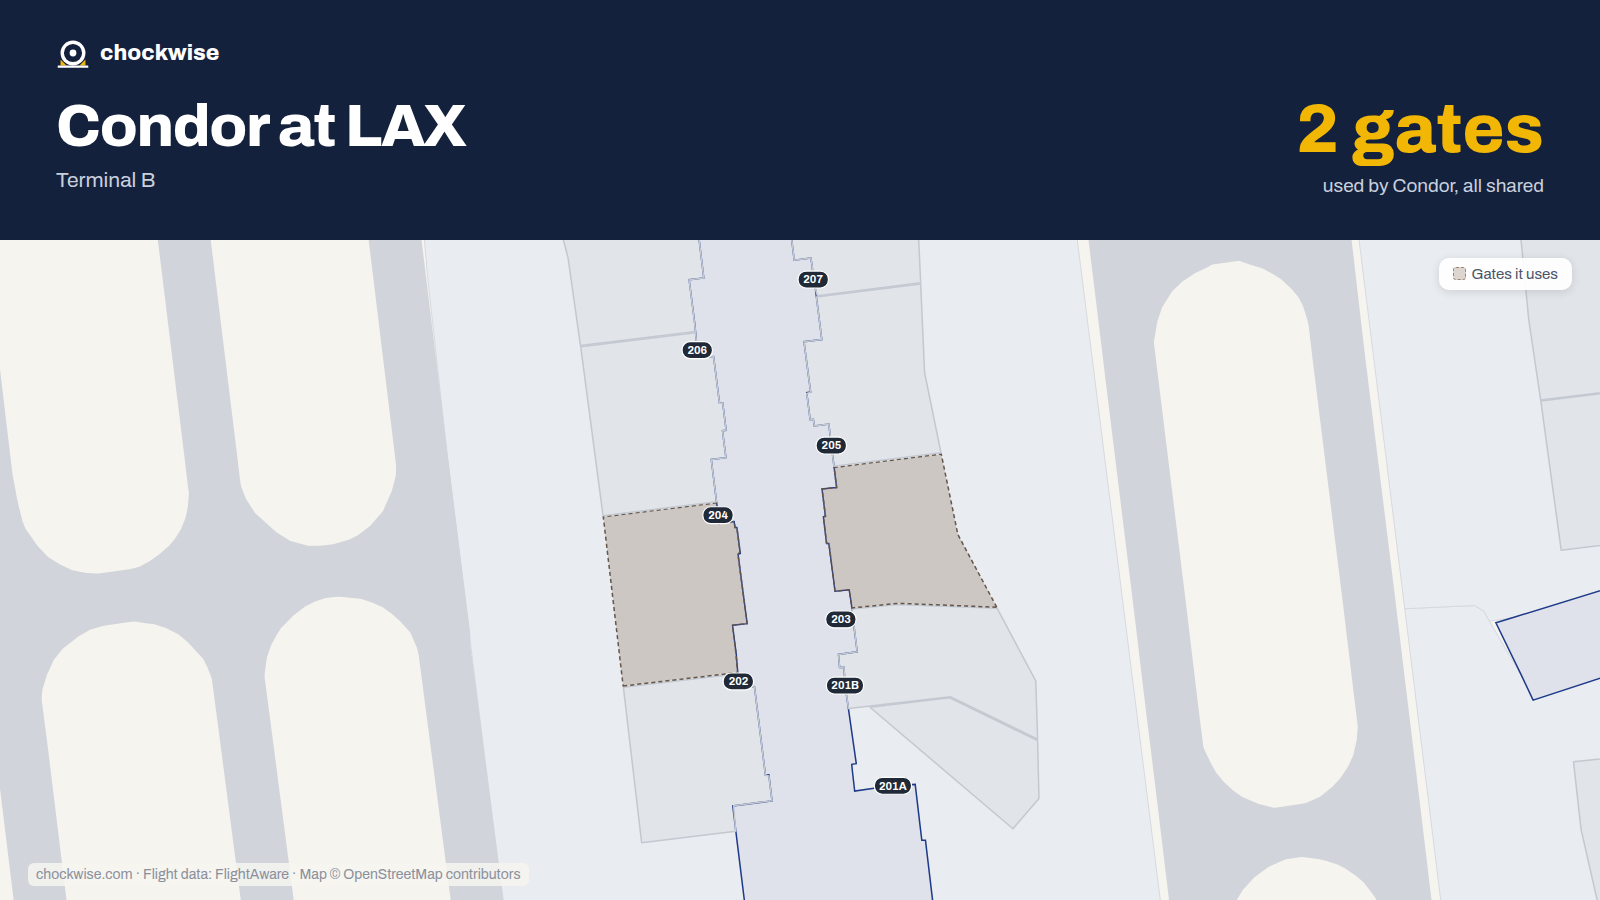 chockwise
Condor at LAX
Terminal B
2 gates
used by Condor, all shared
Gates it uses
207
206
205
204
203
202
201B
201A
chockwise.com · Flight data: FlightAware · Map © OpenStreetMap contributors